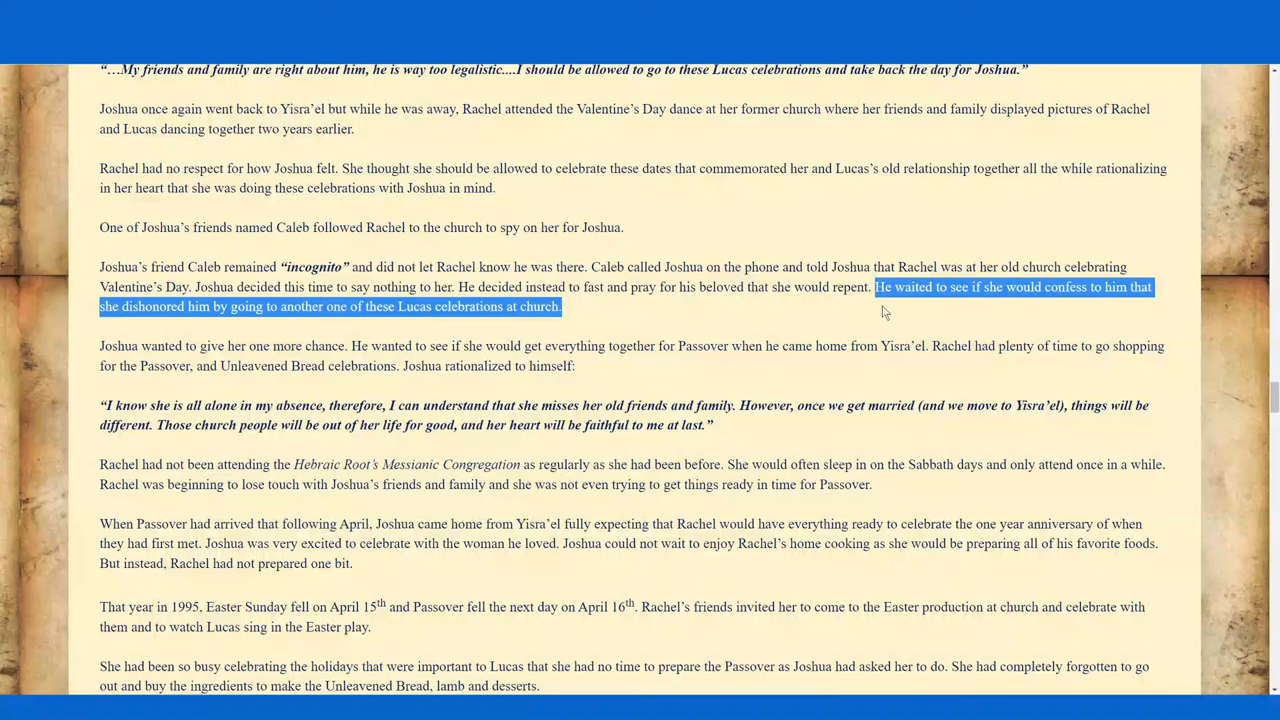 “…My friends and family are right about him, he is way too legalistic....I should be allowed to go to these Lucas celebrations and take back the day for Joshua.”
Joshua once again went back to Yisra’el but while he was away, Rachel attended the Valentine’s Day dance at her former church where her friends and family displayed pictures of Rachel
and Lucas dancing together two years earlier.
Rachel had no respect for how Joshua felt. She thought she should be allowed to celebrate these dates that commemorated her and Lucas’s old relationship together all the while rationalizing
in her heart that she was doing these celebrations with Joshua in mind.
One of Joshua’s friends named Caleb followed Rachel to the church to spy on her for Joshua.
Joshua’s friend Caleb remained “incognito” and did not let Rachel know he was there. Caleb called Joshua on the phone and told Joshua that Rachel was at her old church celebrating
Valentine’s Day. Joshua decided this time to say nothing to her. He decided instead to fast and pray for his beloved that she would repent. He waited to see if she would confess to him that
she dishonored him by going to another one of these Lucas celebrations at church.
Joshua wanted to give her one more chance. He wanted to see if she would get everything together for Passover when he came home from Yisra’el. Rachel had plenty of time to go shopping
for the Passover, and Unleavened Bread celebrations. Joshua rationalized to himself:
“I know she is all alone in my absence, therefore, I can understand that she misses her old friends and family. However, once we get married (and we move to Yisra’el), things will be
different. Those church people will be out of her life for good, and her heart will be faithful to me at last.”
Rachel had not been attending the Hebraic Root’s Messianic Congregation as regularly as she had been before. She would often sleep in on the Sabbath days and only attend once in a while.
Rachel was beginning to lose touch with Joshua’s friends and family and she was not even trying to get things ready in time for Passover.
When Passover had arrived that following April, Joshua came home from Yisra’el fully expecting that Rachel would have everything ready to celebrate the one year anniversary of when
they had first met. Joshua was very excited to celebrate with the woman he loved. Joshua could not wait to enjoy Rachel’s home cooking as she would be preparing all of his favorite foods.
But instead, Rachel had not prepared one bit.
That year in 1995, Easter Sunday fell on April 15th and Passover fell the next day on April 16th. Rachel’s friends invited her to come to the Easter production at church and celebrate with
them and to watch Lucas sing in the Easter play.
She had been so busy celebrating the holidays that were important to Lucas that she had no time to prepare the Passover as Joshua had asked her to do. She had completely forgotten to go
out and buy the ingredients to make the Unleavened Bread, lamb and desserts.